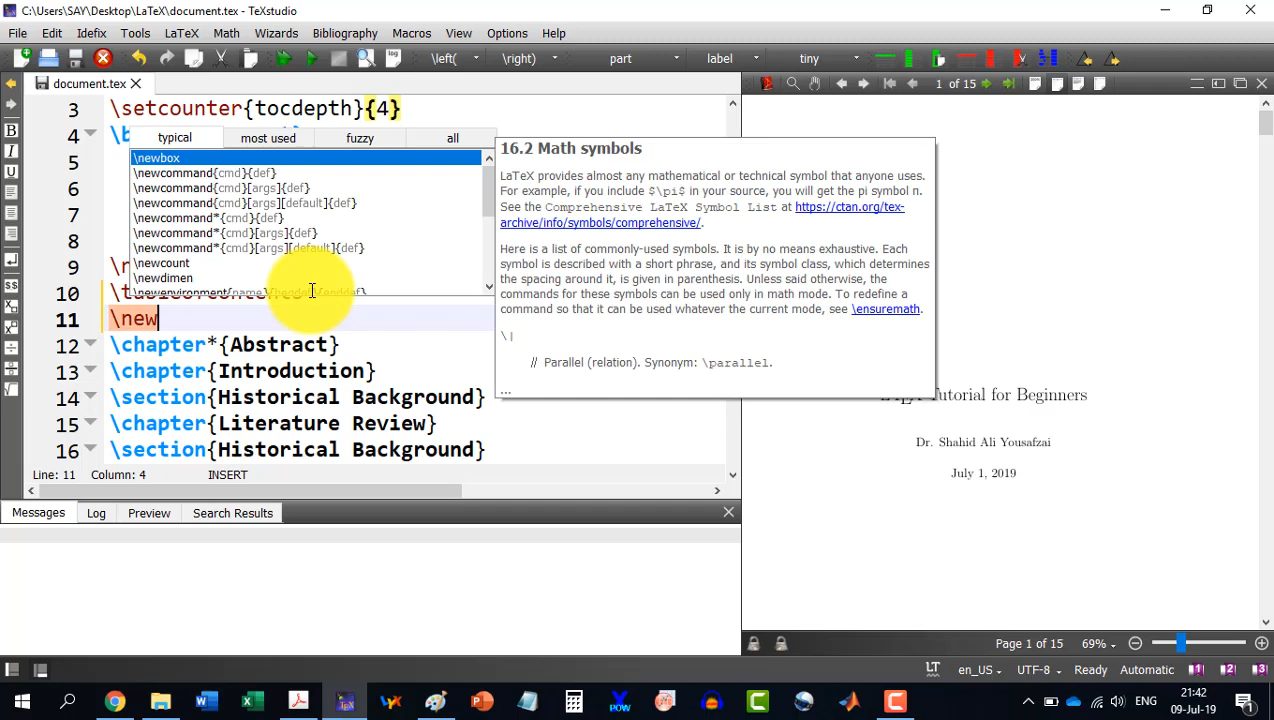 C:\Users\SAY\Desktop\LaTeX\document.tex - TeXstudio
File Edit Idefix Tools LaTeX Math Wizards Bibliography Macros View Options Help
\left( \right) part label tiny
document.tex
1 of 15
3 \setcounter{tocdepth}{4}
4
typical most used fuzzy all
5
\newbox
\newcommand{cmd}{def}
\newcommand{cmd}[args]{def}
\newcommand{cmd}[args][default]{def}
\newcommand*{cmd}{def}
\newcommand*{cmd}[args]{def}
\newcommand*{cmd}[args][default]{def}
\newcount
\newdimen
\newenvironment{name}{begdef}{enddef}
16.2 Math symbols
LaTeX provides almost any mathematical or technical symbol that anyone uses.
For example, if you include $\pi$ in your source, you will get the pi symbol π.
See the Comprehensive LaTeX Symbol List at https://ctan.org/tex-
archive/info/symbols/comprehensive/.
Here is a list of commonly-used symbols. It is by no means exhaustive. Each
symbol is described with a short phrase, and its symbol class, which determines
the spacing around it, is given in parenthesis. Unless said otherwise, the
commands for these symbols can be used only in math mode. To redefine a
command so that it can be used whatever the current mode, see \ensuremath.
\|
∥ Parallel (relation). Synonym: \parallel.
...
8
9
10 \tableofcontents
11 \new
12 \chapter*{Abstract}
13 \chapter{Introduction}
14 \section{Historical Background}
15 \chapter{Literature Review}
16 \section{Historical Background}
Line: 11 Column: 4 INSERT
Messages Log Preview Search Results
Tutorial for Beginners
Dr. Shahid Ali Yousafzai
July 1, 2019
Page 1 of 15 69%
LT en_US UTF-8 Ready Automatic 1 2 3
POW
ENG
21:42
09-Jul-19
1